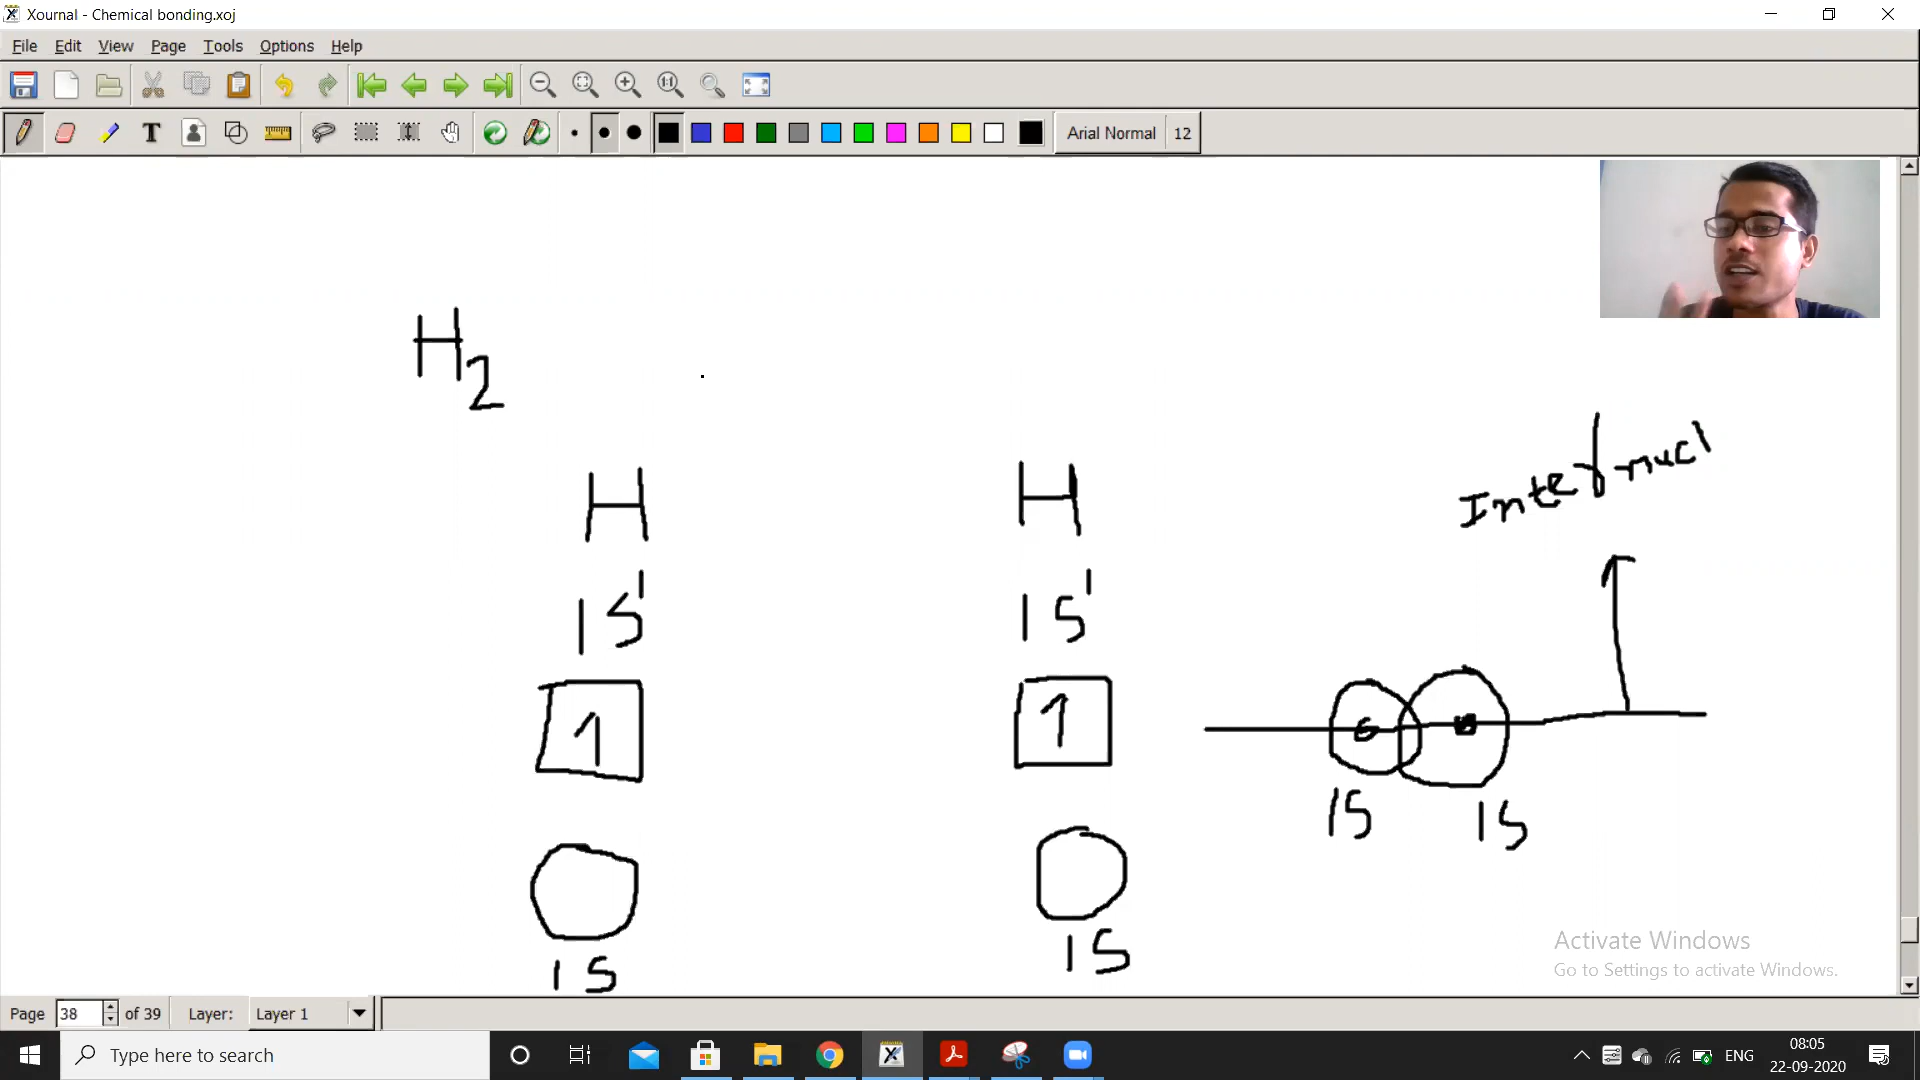 Xournal - Chemical bonding.xoj
File Edit View Page Tools Options Help
Arial Normal 12
H2
Internucl
H H
1S1 1S1
1 1
1S 1S
1S 1S
Activate Windows
Go to Settings to activate Windows.
Page 38 of 39 Layer: Layer 1
Type here to search
ENG
08:05
22-09-2020